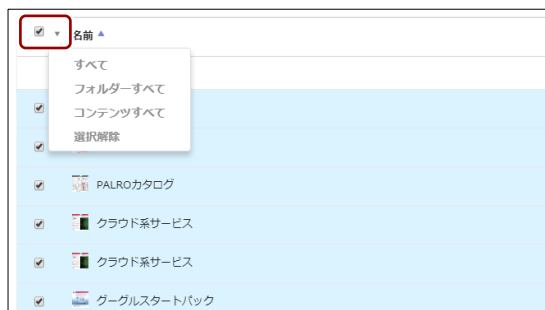 名前
すべて
フォルダーすべて
コンテンツすべて
選択解除
PALROカタログ
クラウド系サービス
クラウド系サービス
グーグルスタートパック